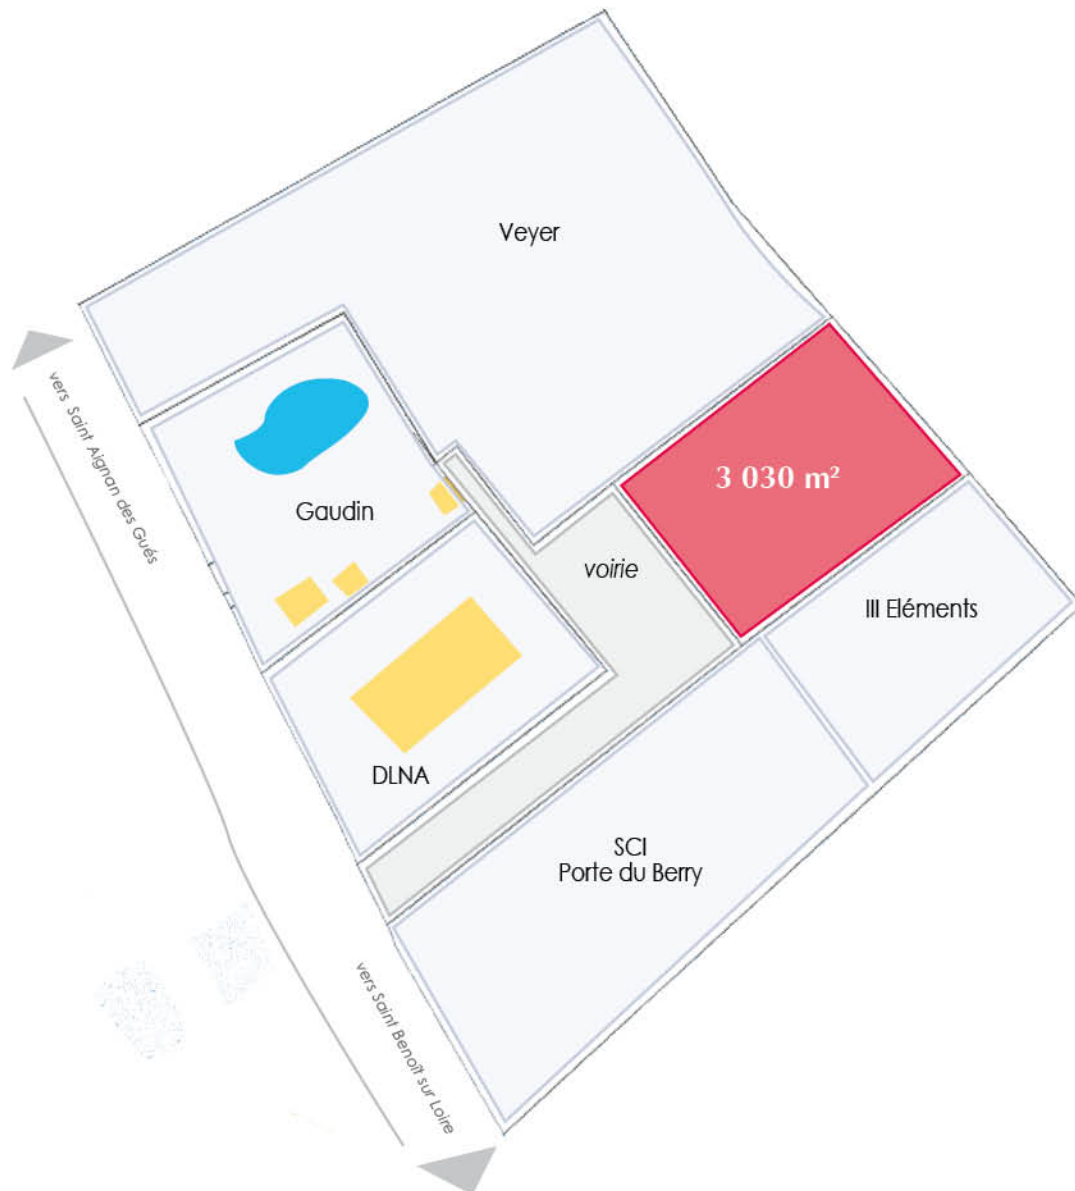 Veyer
vers Saint Aignan des Gués
3 030 m²
Gaudin
voirie
III Eléments
DLNA
SCI
Porte du Berry
vers Saint Benoît sur Loire